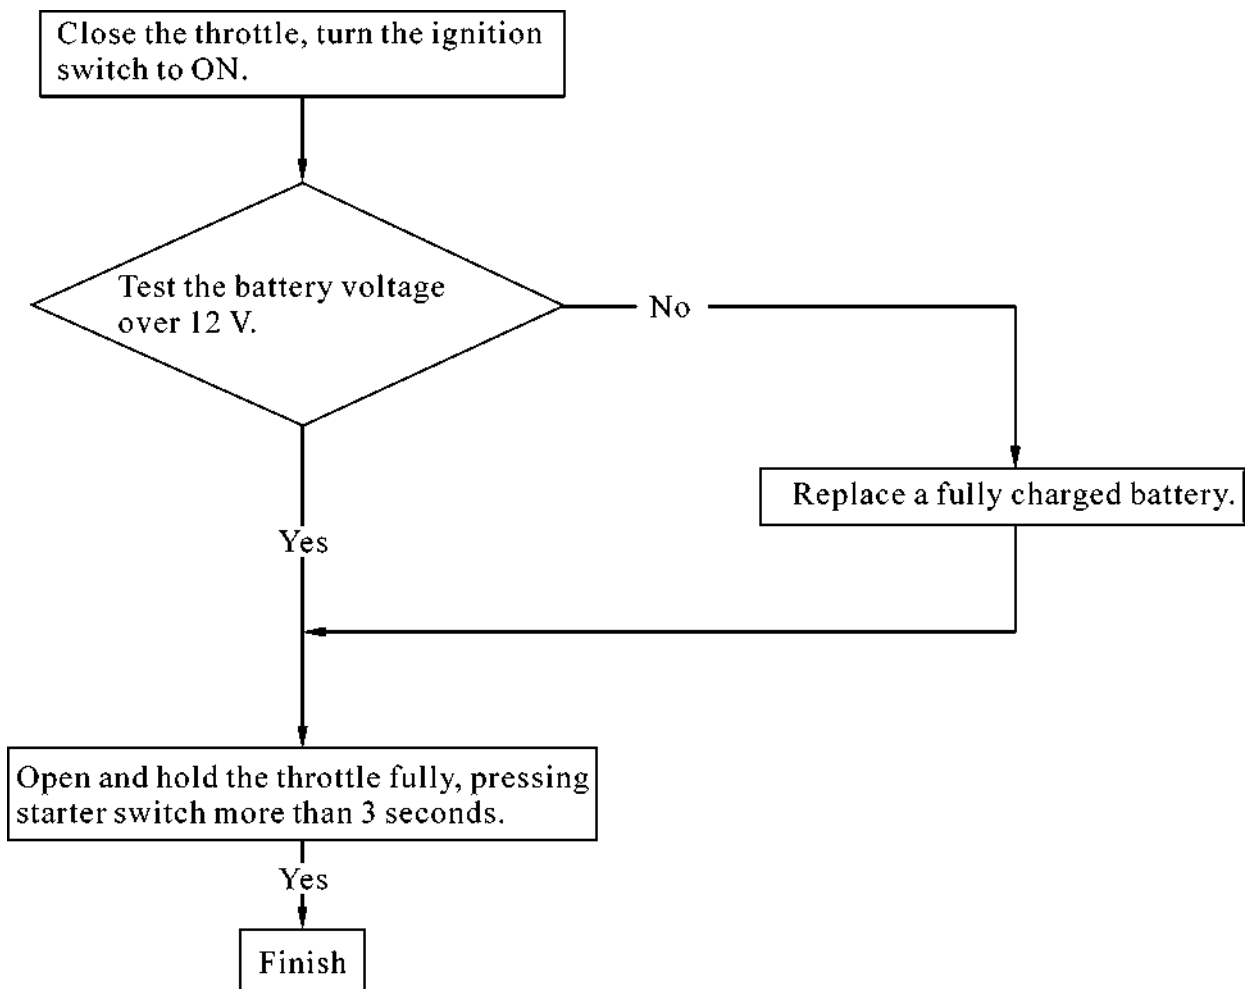 Close the throttle, turn the ignition
switch to ON.
Test the battery voltage
over 12 V.
No
Replace a fully charged battery.
Yes
Open and hold the throttle fully, pressing
starter switch more than 3 seconds.
Yes
Finish